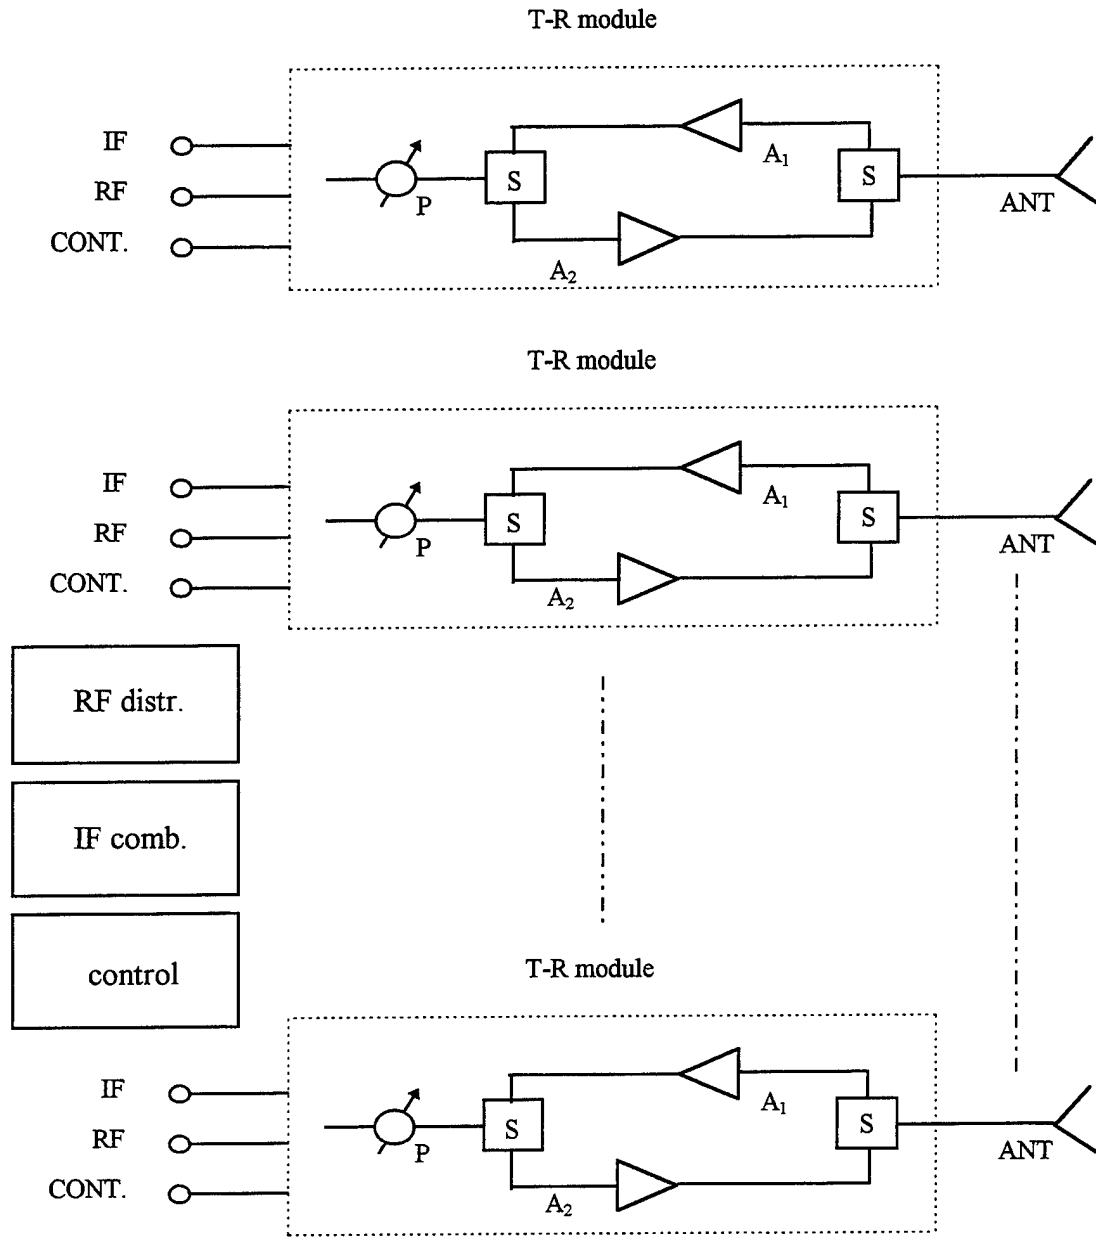 T-R module
IF
RF
CONT.
P
S
A1
A2
S
ANT
T-R module
IF
RF
CONT.
P
S
A1
A2
S
ANT
RF distr.
IF comb.
control
T-R module
IF
RF
CONT.
P
S
A1
A2
S
ANT